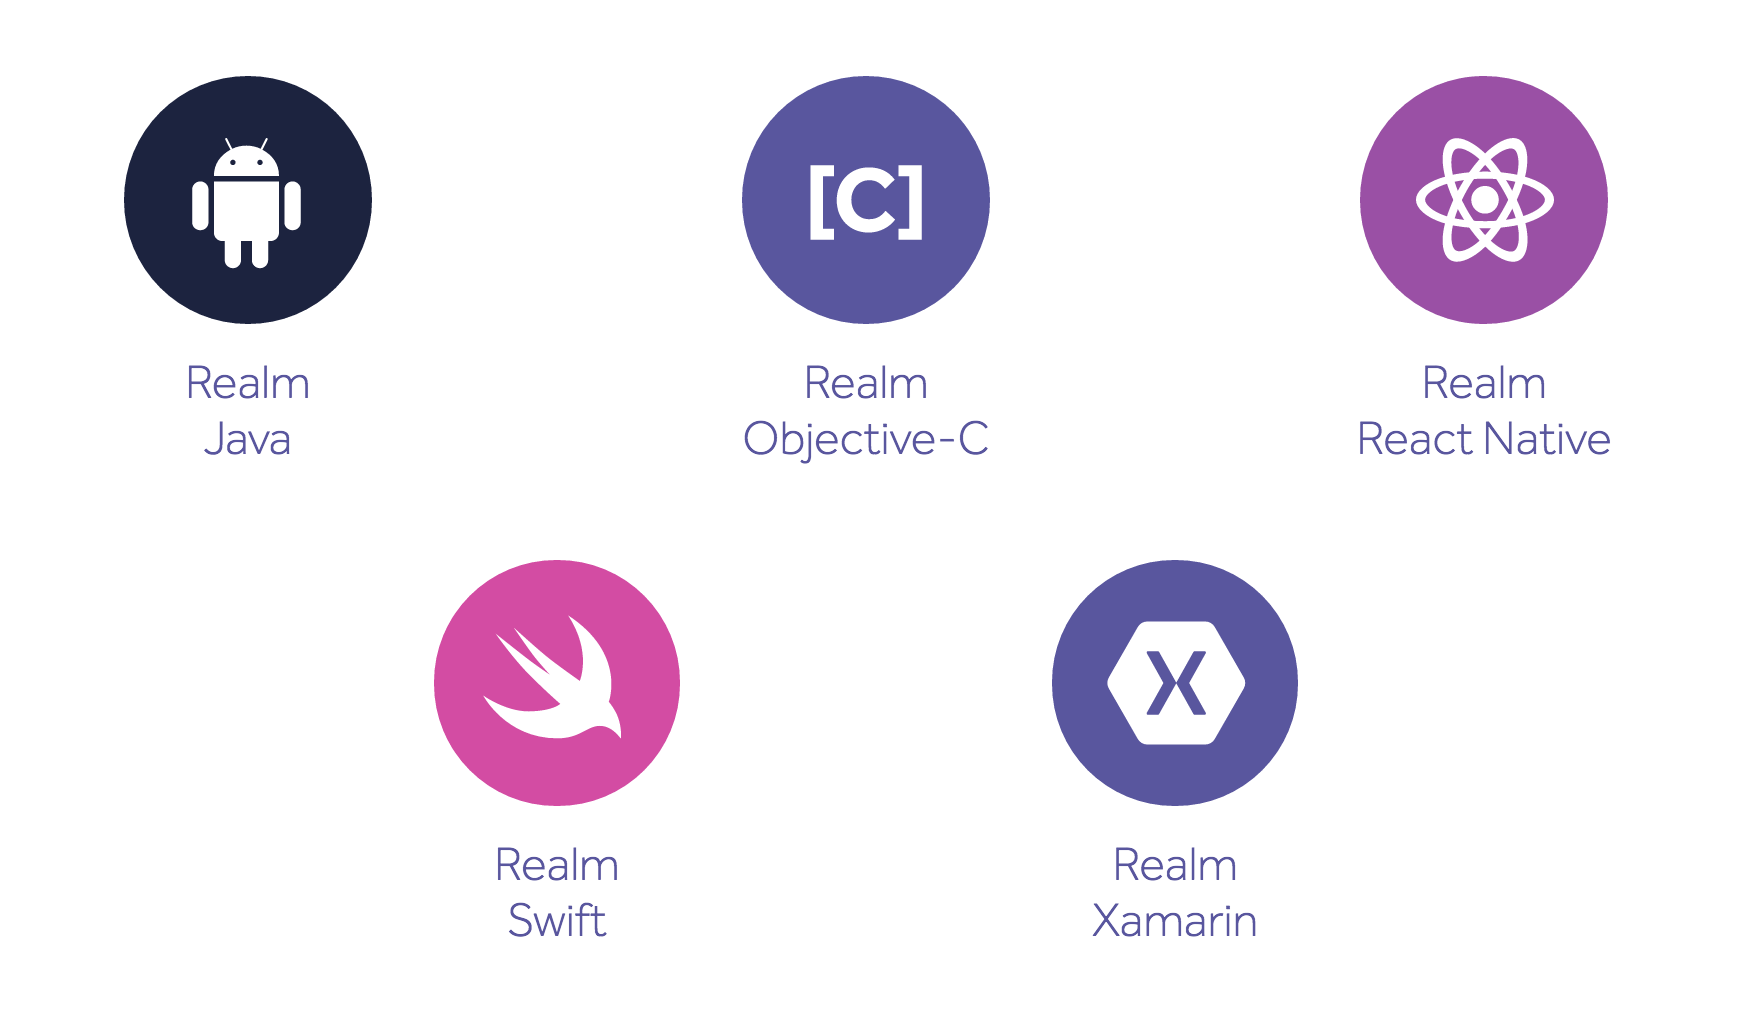 [C]
Realm
Java
Realm
Objective-C
Realm
React Native
X
Realm
Swift
Realm
Xamarin